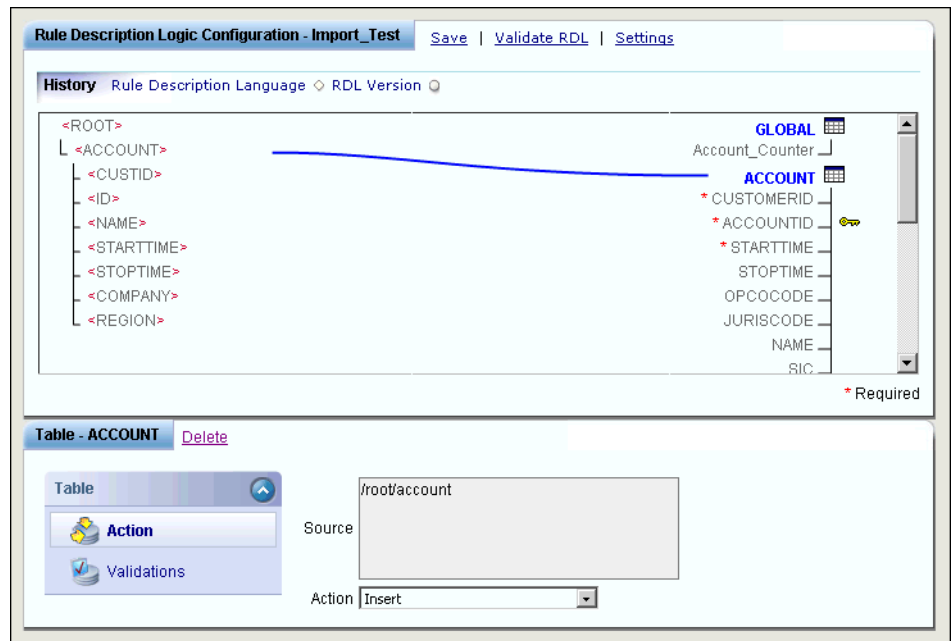 Rule Description Logic Configuration - Import_Test Save | Validate RDL | Settings
History Rule Description Language RDL Version
<ROOT>
<ACCOUNT>
<CUSTID>
<ID>
<NAME>
<STARTTIME>
<STOPTIME>
<COMPANY>
<REGION>
GLOBAL
Account_Counter
ACCOUNT
* CUSTOMERID
* ACCOUNTID
* STARTTIME
STOPTIME
OPCOCODE
JURISCODE
NAME
SIC
* Required
Table - ACCOUNT Delete
Table
Action
Validations
Source
/root/account
Action Insert